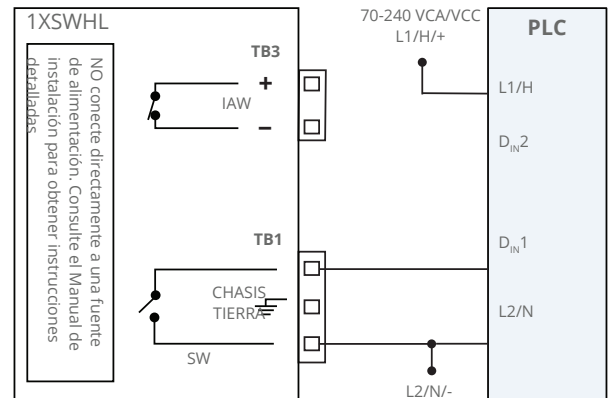 1XSWHL
NO conecte directamente a una fuente
de alimentación. Consulte el Manual de
instalación para obtener instrucciones
detalladas
TB3
+
IAW
−
TB1
CHASIS
TIERRA
SW
70-240 VCA/VCC
L1/H/+
L2/N/-
PLC
L1/H
DIN2
DIN1
L2/N